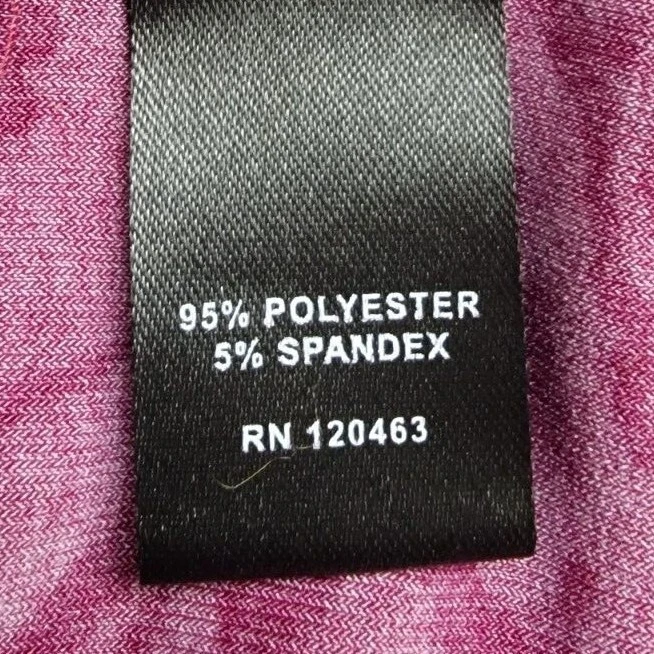 95% POLYESTER
5% SPANDEX
RN 120463